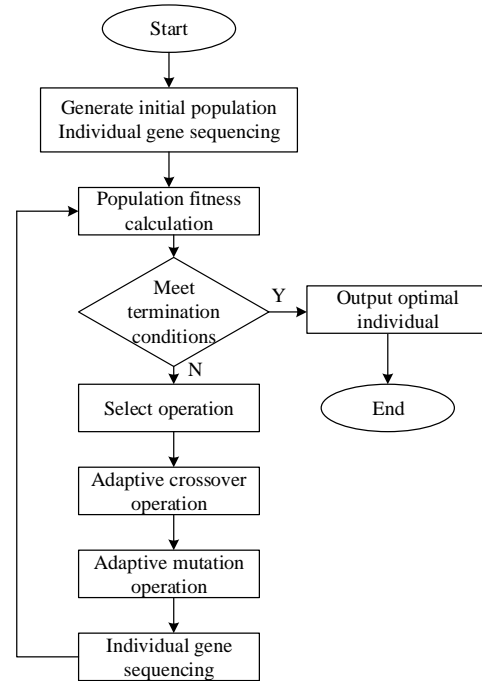 Start
Generate initial population
Individual gene sequencing
Population fitness
calculation
Meet
termination
conditions
Y
Output optimal
individual
N
End
Select operation
Adaptive crossover
operation
Adaptive mutation
operation
Individual gene
sequencing